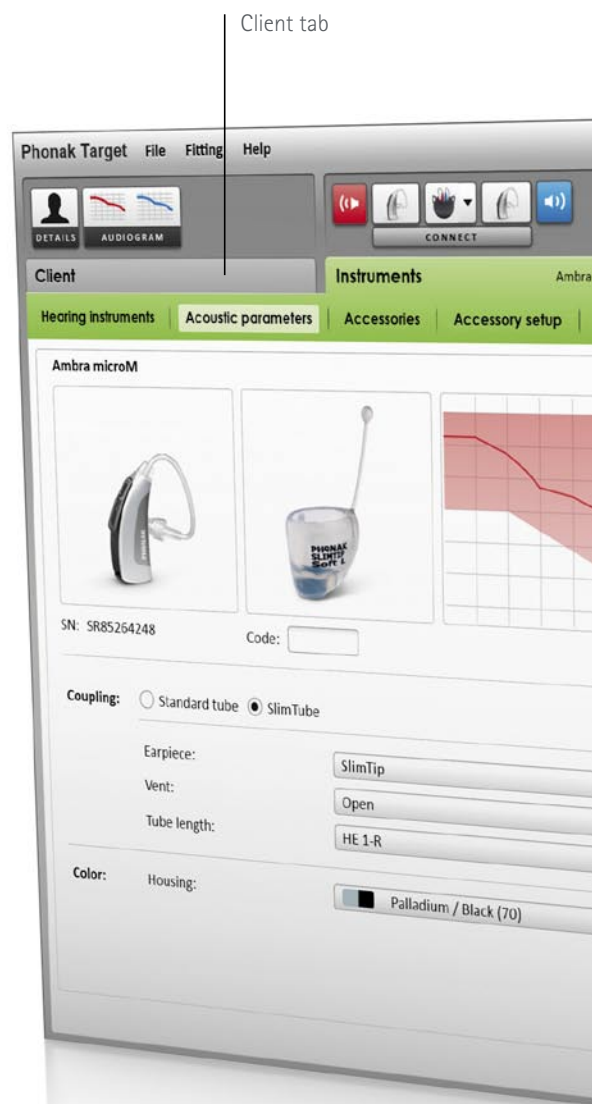 Client tab
Phonak Target File Fitting Help
DETAILS AUDIOGRAM
CONNECT
Client
Instruments Ambra
Hearing instruments Acoustic parameters Accessories Accessory setup
Ambra microM
PHONAK
PHONAK
SLIMTIP
Soft L
SN: SR85264248
Code:
Coupling: Standard tube SlimTube
Earpiece: SlimTip
Vent: Open
Tube length: HE 1-R
Color: Housing: Palladium / Black (70)